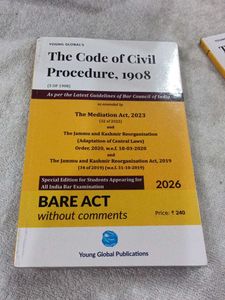 YOUNG GLOBAL'S
The Code of Civil
Procedure, 1908
[5 OF 1908]
As per the Latest Guidelines of Bar Council of India
as amended by
The Mediation Act, 2023
[32 of 2023]
and
The Jammu and Kashmir Reorganisation
(Adaptation of Central Laws)
Order, 2020, w.e.f. 18-03-2020
and
The Jammu and Kashmir Reorganisation Act, 2019
(34 of 2019) (w.e.f. 31-10-2019)
Special Edition for Students Appearing for
All India Bar Examination
2026
BARE ACT
without comments
Price: ₹ 240
Young Global Publications